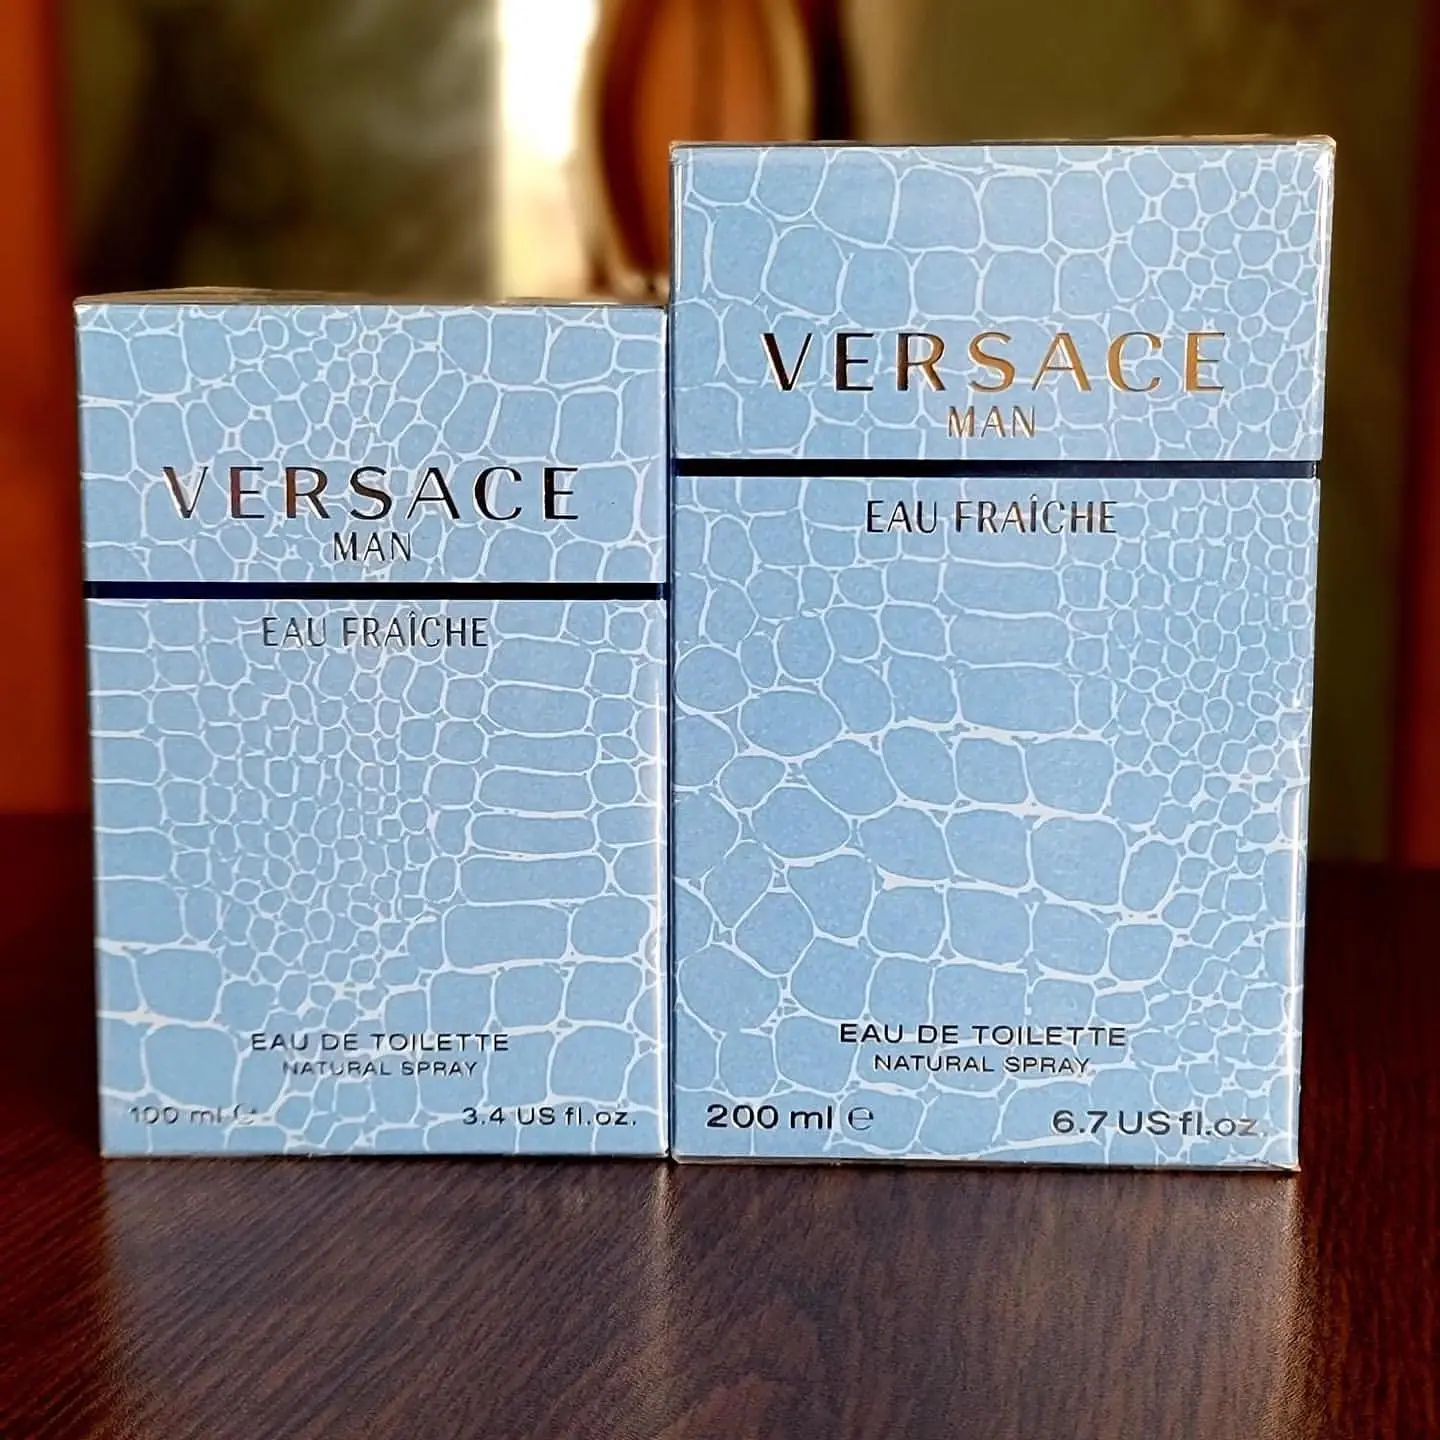 VERSACE
MAN
EAU FRAÎCHE
EAU DE TOILETTE
NATURAL SPRAY
100 ml ℮
3.4 US fl.oz.
VERSACE
MAN
EAU FRAÎCHE
EAU DE TOILETTE
NATURAL SPRAY
200 ml ℮
6.7 US fl.oz.